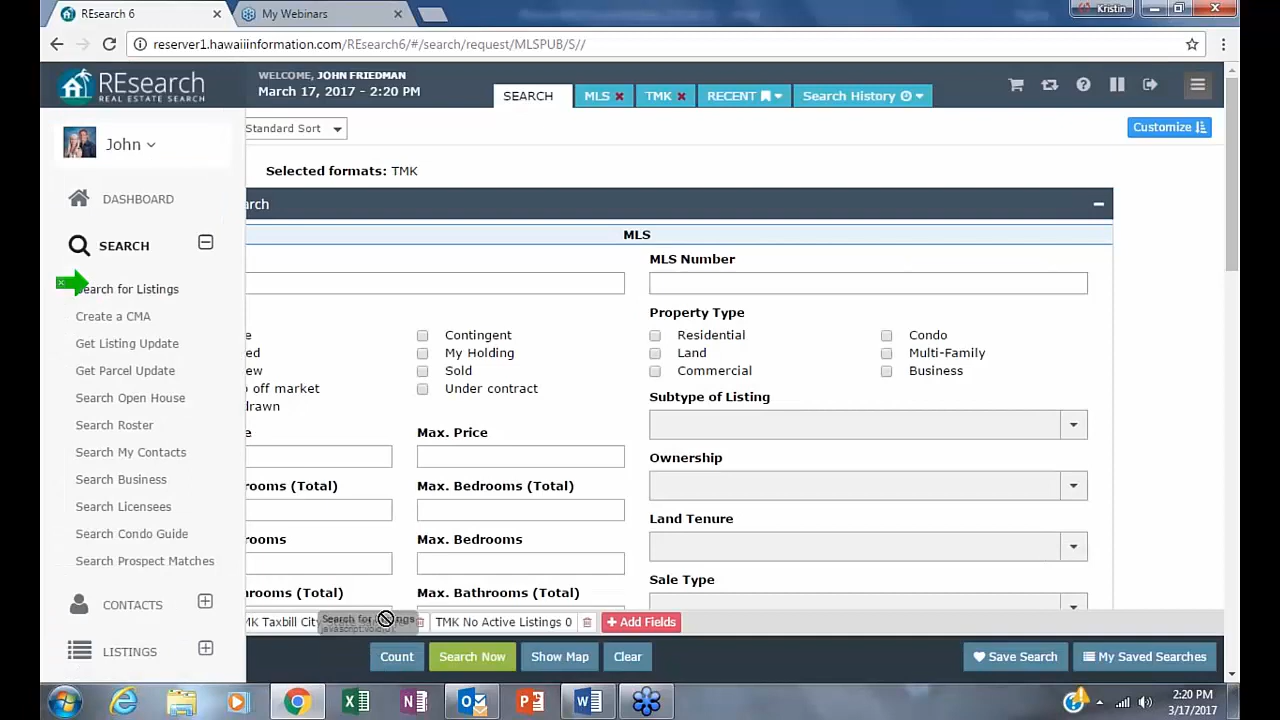 REsearch 6
My Webinars
Kristin
reserver1.hawaiiinformation.com/REsearch6/#/search/request/MLSPUB/S//
REsearch
REAL ESTATE SEARCH
WELCOME, JOHN FRIEDMAN
March 17, 2017 - 2:20 PM
SEARCH
MLS
TMK
RECENT
Search History
John
Standard Sort
Customize
Selected formats: TMK
DASHBOARD
SEARCH
Search for Listings
Create a CMA
Get Listing Update
Get Parcel Update
Search Open House
Search Roster
Search My Contacts
Search Business
Search Licensees
Search Condo Guide
Search Prospect Matches
CONTACTS
LISTINGS
arch
MLS
MLS Number
Property Type
Contingent
Residential
Condo
My Holding
Land
Multi-Family
Sold
Commercial
Business
off market
Under contract
drawn
Subtype of Listing
Max. Price
Ownership
rooms (Total)
Max. Bedrooms (Total)
Land Tenure
rooms
Max. Bedrooms
Sale Type
rooms (Total)
Max. Bathrooms (Total)
MK Taxbill City
Search for Listings
TMK No Active Listings 0
+ Add Fields
Count
Search Now
Show Map
Clear
Save Search
My Saved Searches
2:20 PM
3/17/2017